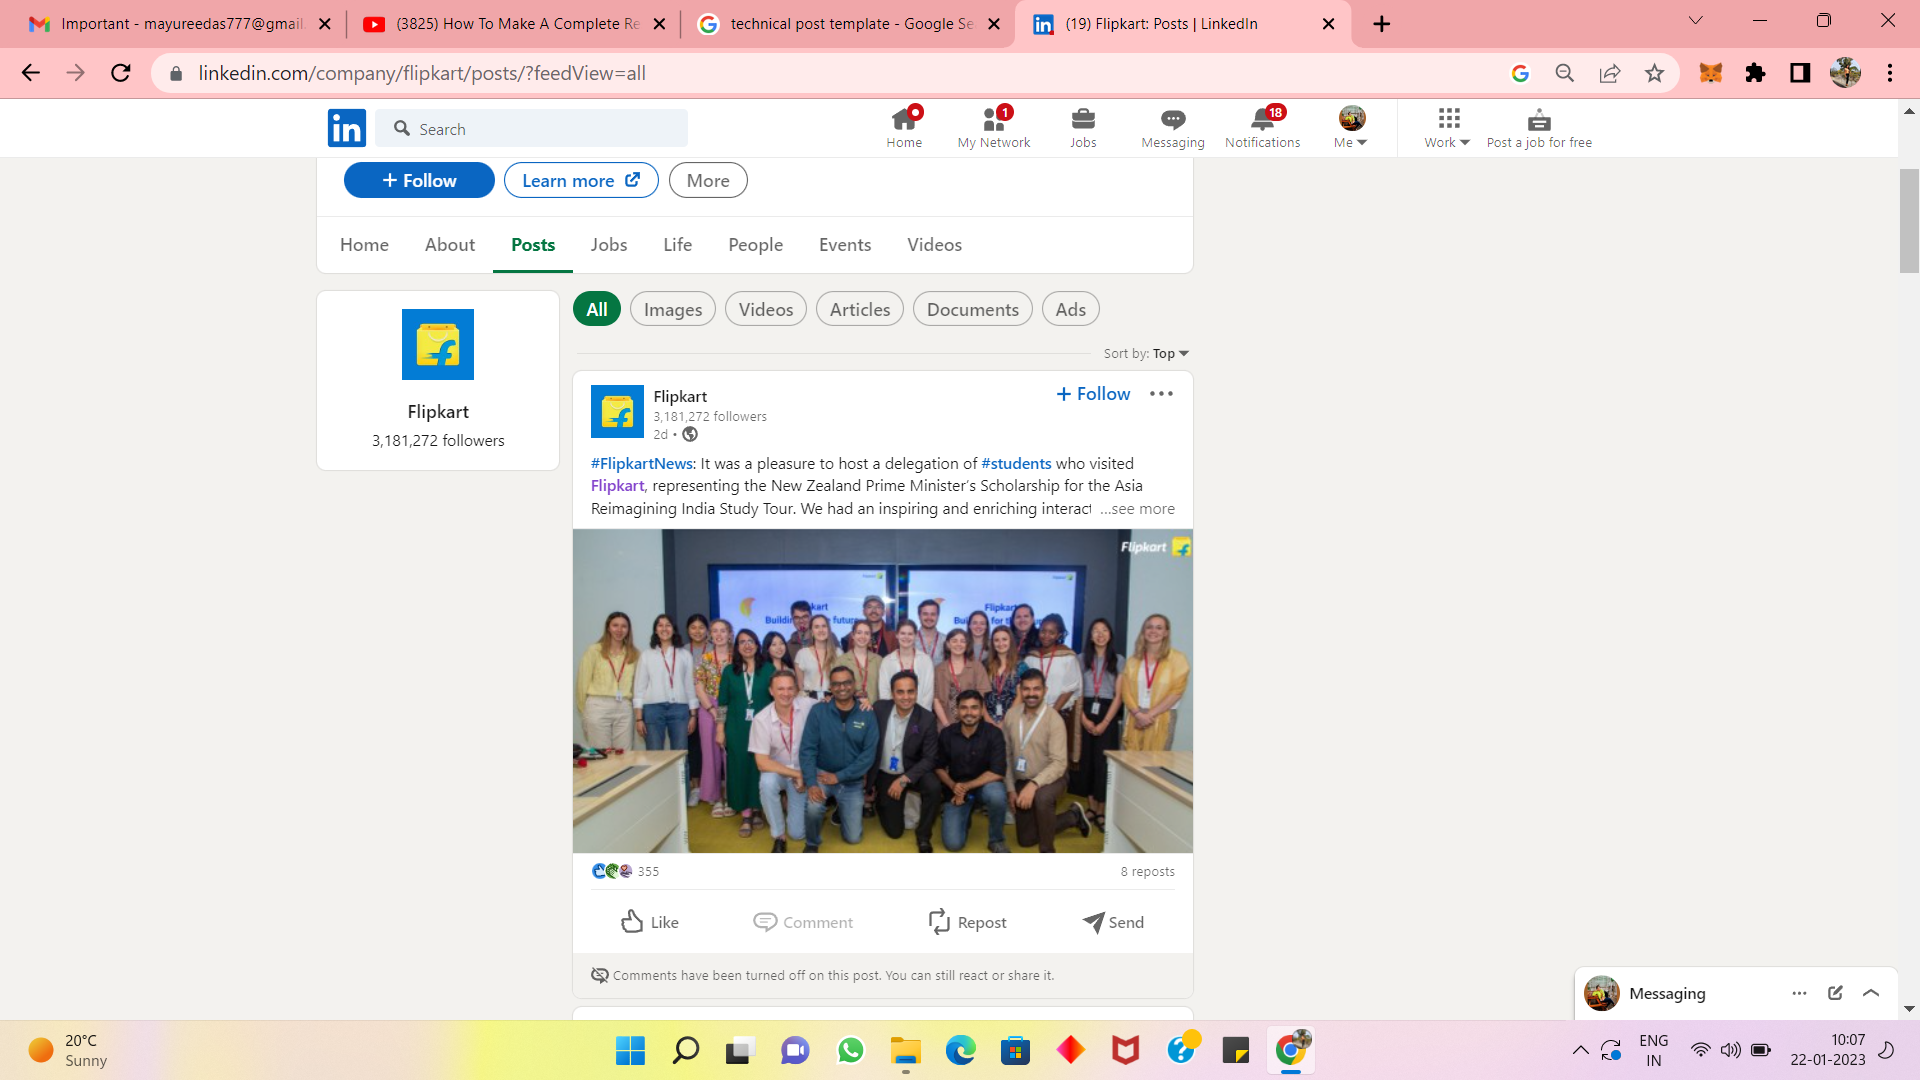 Important - mayureedas777@gmail.
(3825) How To Make A Complete Re
technical post template - Google Se
(19) Flipkart: Posts | LinkedIn
linkedin.com/company/flipkart/posts/?feedView=all
in
Search
Home
1
My Network
Jobs
Messaging
18
Notifications
Me
Work
Post a job for free
+ Follow
Learn more
More
Home
About
Posts
Jobs
Life
People
Events
Videos
All
Images
Videos
Articles
Documents
Ads
Sort by: Top
Flipkart
3,181,272 followers
Flipkart
3,181,272 followers
2d •
+ Follow
#FlipkartNews: It was a pleasure to host a delegation of #students who visited
Flipkart, representing the New Zealand Prime Minister's Scholarship for the Asia
Reimagining India Study Tour. We had an inspiring and enriching interact ...see more
Flipkart
355
8 reposts
Like
Comment
Repost
Send
Comments have been turned off on this post. You can still react or share it.
Messaging
20°C
Sunny
ENG
IN
10:07
22-01-2023